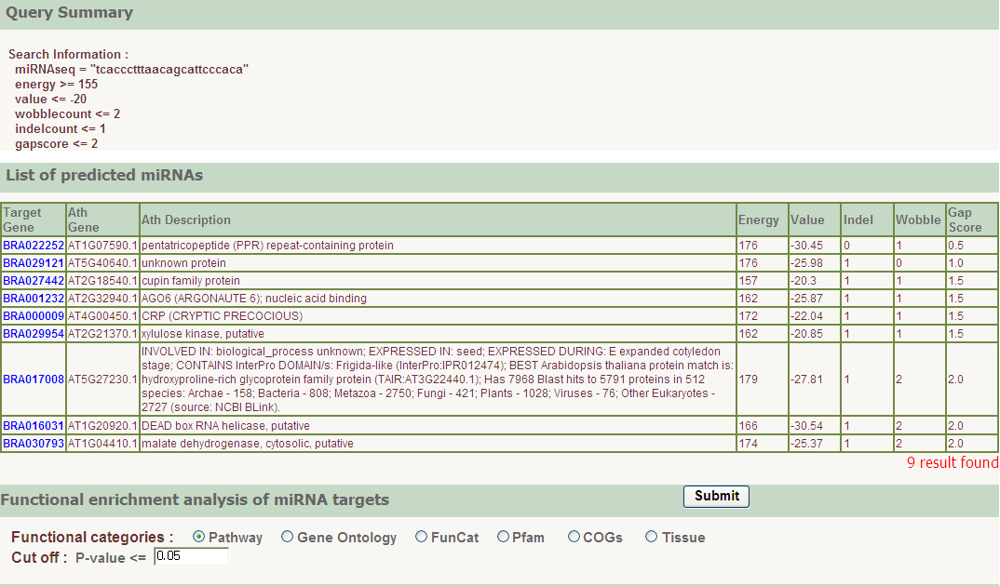 Query Summary
Search Information :
miRNAseq = "tcaccctttaacagcattcccaca"
energy >= 155
value <= -20
wobblecount <= 2
indelcount <= 1
gapscore <= 2
List of predicted miRNAs
Target Gene Ath Gene Ath Description Energy Value Indel Wobble Gap Score
BRA022252 AT1G07590.1 pentatricopeptide (PPR) repeat-containing protein 176 -30.45 0 1 0.5
BRA029121 AT5G40640.1 unknown protein 176 -25.98 1 0 1.0
BRA027442 AT2G18540.1 cupin family protein 157 -20.3 1 1 1.5
BRA001232 AT2G32940.1 AGO6 (ARGONAUTE 6); nucleic acid binding 162 -25.87 1 1 1.5
BRA000009 AT4G00450.1 CRP (CRYPTIC PRECOCIOUS) 172 -22.04 1 1 1.5
BRA029954 AT2G21370.1 xylulose kinase, putative 162 -20.85 1 1 1.5
INVOLVED IN: biological_process unknown; EXPRESSED IN: seed; EXPRESSED DURING: E expanded cotyledon
stage; CONTAINS InterPro DOMAIN/s: Frigida-like (InterPro:IPR012474); BEST Arabidopsis thaliana protein match is:
BRA017008 AT5G27230.1 hydroxyproline-rich glycoprotein family protein (TAIR:AT3G22440.1); Has 7968 Blast hits to 5791 proteins in 512 179 -27.81 1 2 2.0
species: Archae - 158; Bacteria - 808; Metazoa - 2750; Fungi - 421; Plants - 1028; Viruses - 76; Other Eukaryotes -
2727 (source: NCBI BLink).
BRA016031 AT1G20920.1 DEAD box RNA helicase, putative 166 -30.54 1 2 2.0
BRA030793 AT1G04410.1 malate dehydrogenase, cytosolic, putative 174 -25.37 1 2 2.0
9 result found
Functional enrichment analysis of miRNA targets Submit
Functional categories : Pathway Gene Ontology FunCat Pfam COGs Tissue
Cut off : P-value <= 0.05